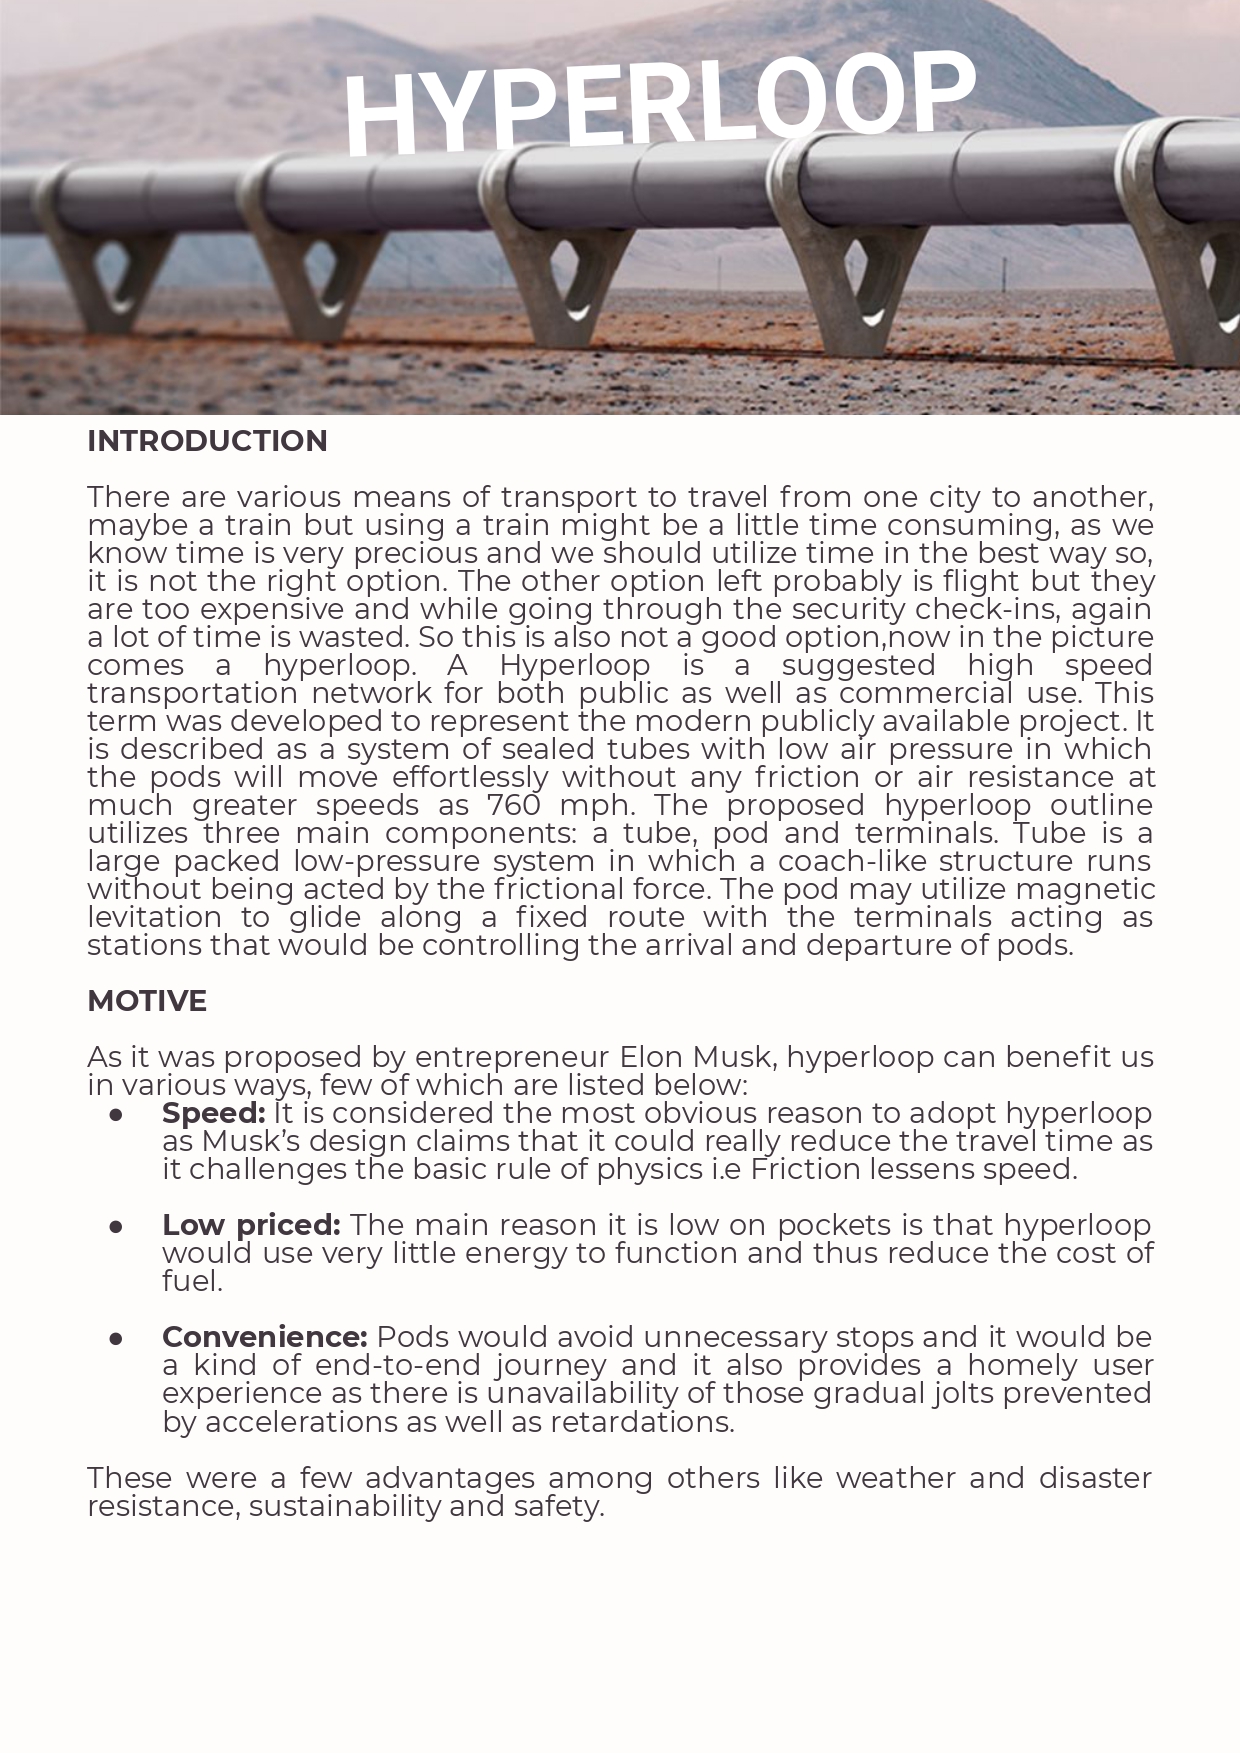 HYPERLOOP
INTRODUCTION
There are various means of transport to travel from one city to another,
maybe a train but using a train might be a little time consuming, as we
know time is very precious and we should utilize time in the best way so,
it is not the right option. The other option left probably is flight but they
are too expensive and while going through the security check-ins, again
a lot of time is wasted. So this is also not a good option,now in the picture
comes a hyperloop. A Hyperloop is a suggested high speed
transportation network for both public as well as commercial use. This
term was developed to represent the modern publicly available project. It
is described as a system of sealed tubes with low air pressure in which
the pods will move effortlessly without any friction or air resistance at
much greater speeds as 760 mph. The proposed hyperloop outline
utilizes three main components: a tube, pod and terminals. Tube is a
large packed low-pressure system in which a coach-like structure runs
without being acted by the frictional force. The pod may utilize magnetic
levitation to glide along a fixed route with the terminals acting as
stations that would be controlling the arrival and departure of pods.
MOTIVE
As it was proposed by entrepreneur Elon Musk, hyperloop can benefit us
in various ways, few of which are listed below:
● Speed: It is considered the most obvious reason to adopt hyperloop
as Musk’s design claims that it could really reduce the travel time as
it challenges the basic rule of physics i.e Friction lessens speed.
● Low priced: The main reason it is low on pockets is that hyperloop
would use very little energy to function and thus reduce the cost of
fuel.
● Convenience: Pods would avoid unnecessary stops and it would be
a kind of end-to-end journey and it also provides a homely user
experience as there is unavailability of those gradual jolts prevented
by accelerations as well as retardations.
These were a few advantages among others like weather and disaster
resistance, sustainability and safety.